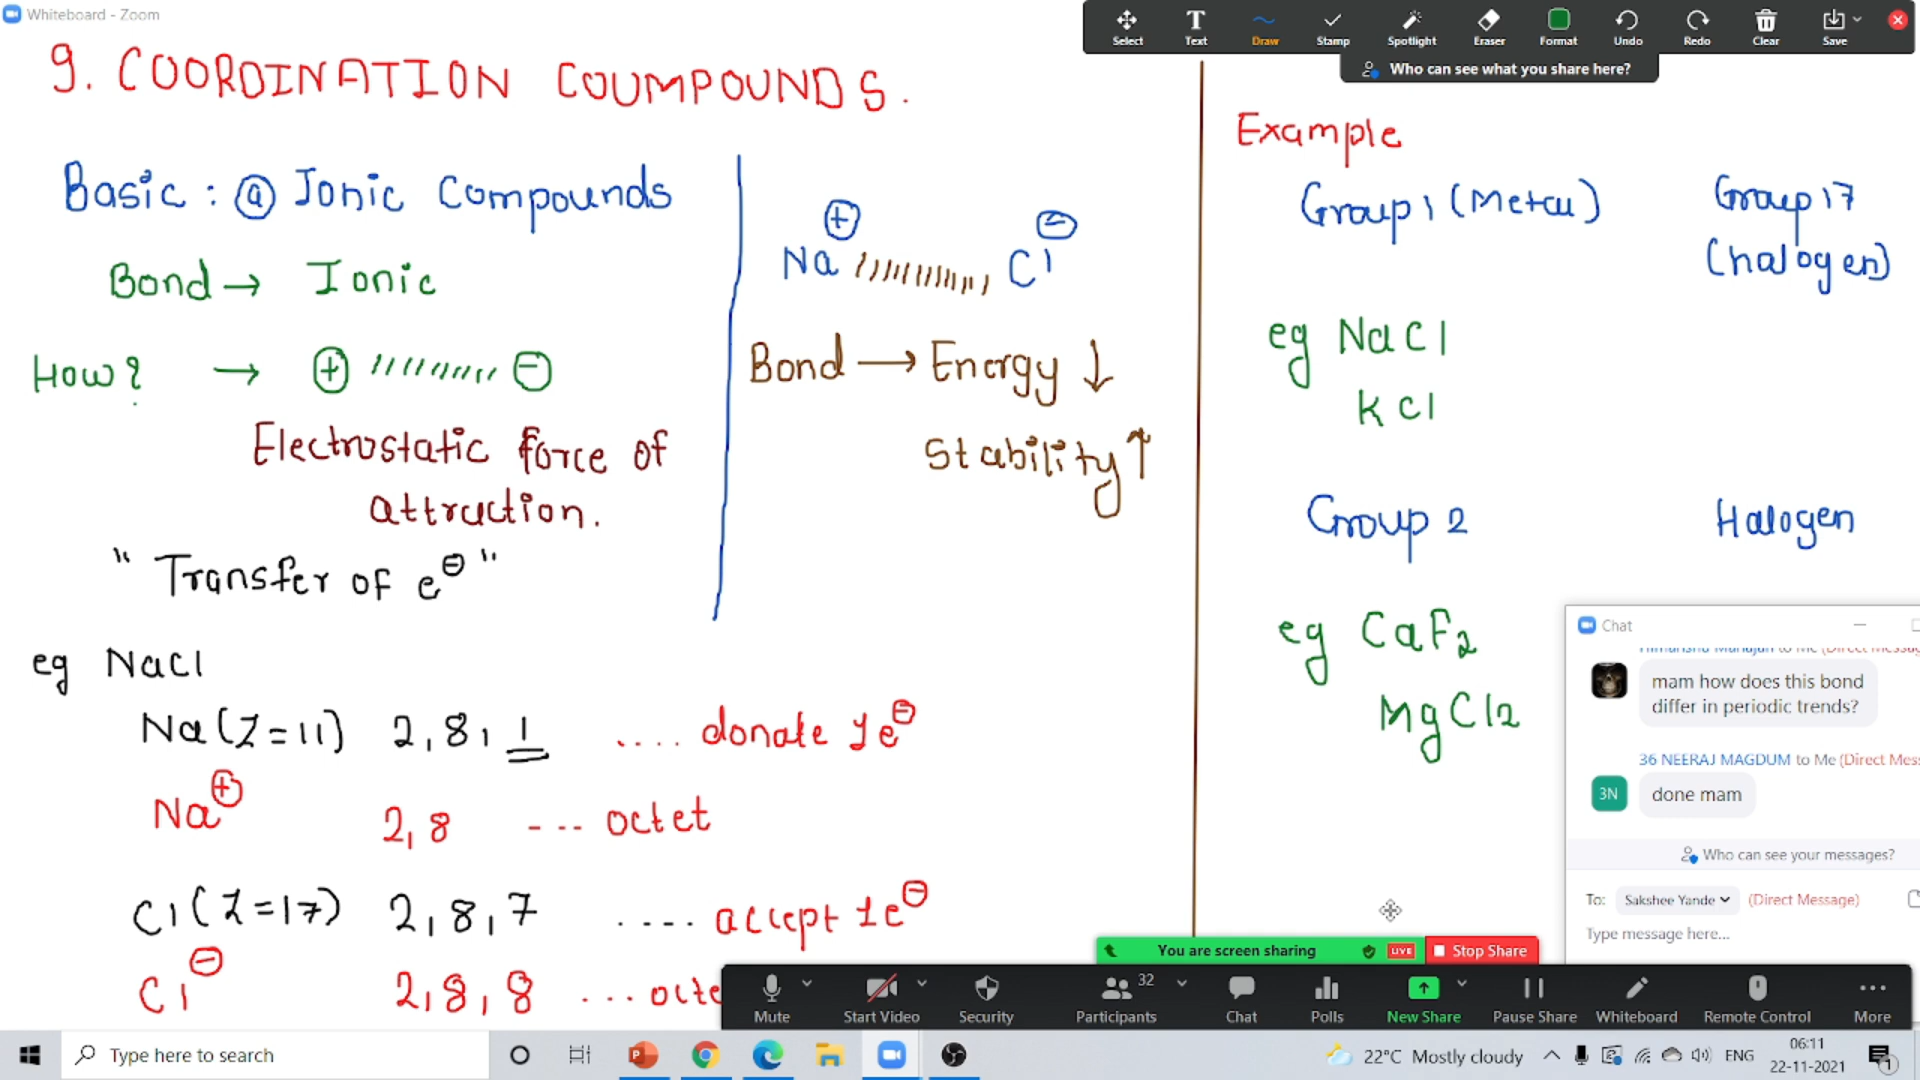 Whiteboard - Zoom
Select Text Draw Stamp Spotlight Eraser Format Undo Redo Clear Save
Who can see what you share here?
9. COORDINATION COUMPOUNDS.
Basic : a Ionic Compounds
Bond → Ionic
How? → + -
Electrostatic force of
attraction.
" Transfer of e⊖ "
eg NaCl
Na (Z=11) 2,8,1 .... donate 1e⊖
Na⊕ 2,8 --- octet
Cl (Z=17) 2,8,7 .... accept 1e⊖
Cl⊖ 2,8,8 ... octe
Na⊕ Cl⊖
Bond → Energy ↓
Stability ↑
Example
Group 1 (Metal) Group 17
(halogen)
eg NaCl
KCl
Group 2 Halogen
eg CaF2
MgCl2
Chat
mam how does this bond
differ in periodic trends?
36 NEERAJ MAGDUM to Me (Direct Mess
3N
done mam
Who can see your messages?
To: Sakshee Yande (Direct Message)
Type message here...
You are screen sharing LIVE Stop Share
32
Mute Start Video Security Participants Chat Polls New Share Pause Share Whiteboard Remote Control More
Type here to search
22°C Mostly cloudy ENG
06:11
22-11-2021
1